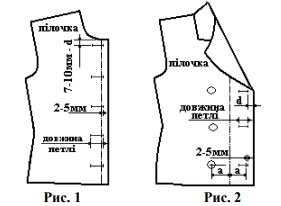 пілочка
7-10мм - d
2-5мм
довжина
петлі
Рис. 1
пілочка
d
довжина
петлі
2-5мм
а
а
Рис. 2